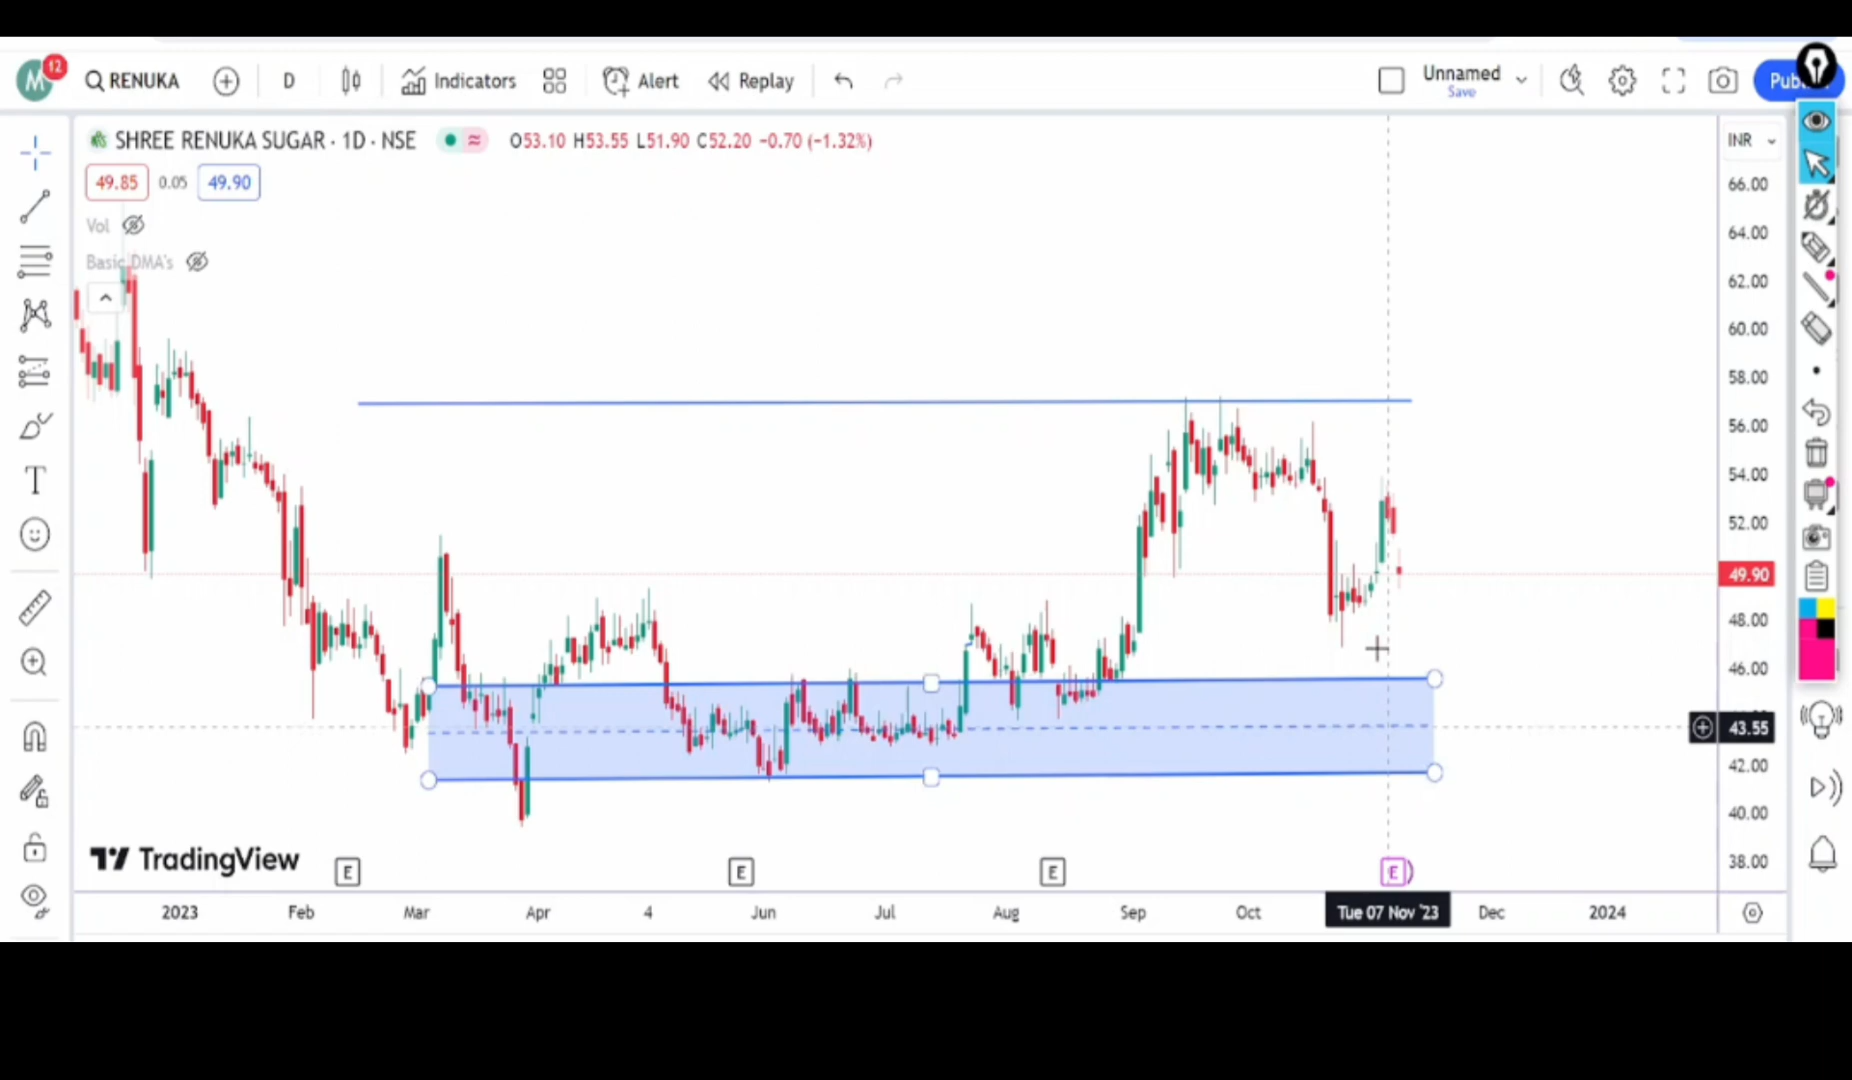 M 12 RENUKA D Indicators Alert Replay Unnamed
Save
SHREE RENUKA SUGAR · 1D · NSE O53.10 H53.55 L51.90 C52.20 −0.70 (−1.32%) INR
49.85 0.05 49.90
66.00
Vol
64.00
Basic DMA's
62.00
60.00
58.00
56.00
54.00
52.00
49.90
48.00
46.00
43.55
42.00
40.00
TradingView
38.00
E E E E
2023 Feb Mar Apr 4 Jun Jul Aug Sep Oct Tue 07 Nov '23 Dec 2024